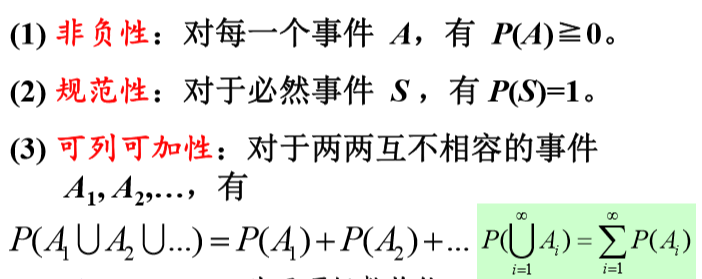 (1) 非负性：对每一个事件 A，有 P(A)≧0。
(2) 规范性：对于必然事件 S ，有 P(S)=1。
(3) 可列可加性：对于两两互不相容的事件
A₁, A₂,…，有
P(A₁∪A₂∪...)=P(A₁)+P(A₂)+... P(⋃_{i=1}^{∞} A_i) = ∑_{i=1}^{∞} P(A_i)